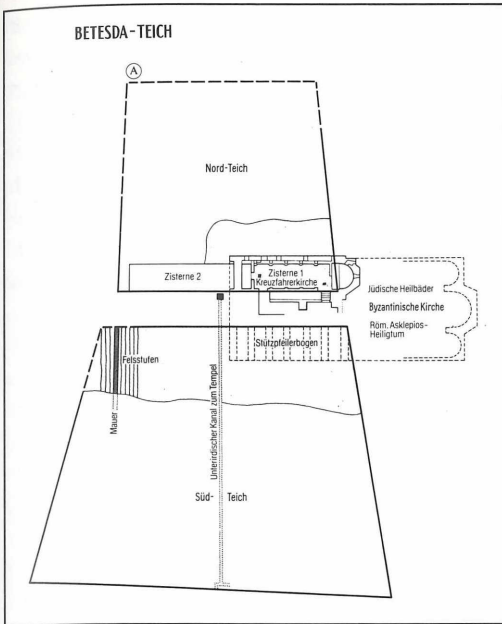 BETESDA-TEICH
A
Nord-Teich
Zisterne 2
Zisterne 1
Kreuzfahrerkirche
Jüdische Heilbäder
Byzantinische Kirche
Röm. Asklepios-
Heiligtum
Stützpfeilerbogen
Felsstufen
Mauer
Unterirdischer Kanal zum Tempel
Süd- Teich